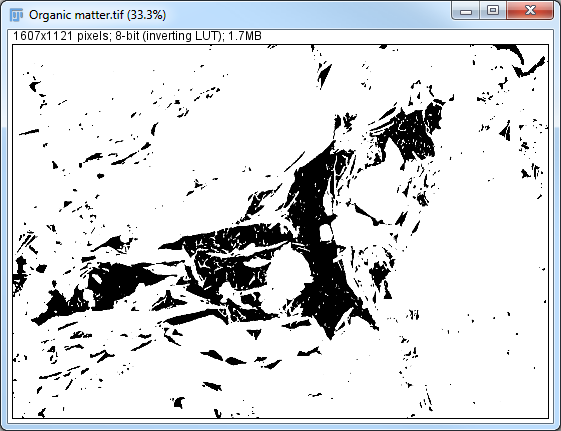 Organic matter.tif (33.3%)
1607x1121 pixels; 8-bit (inverting LUT); 1.7MB